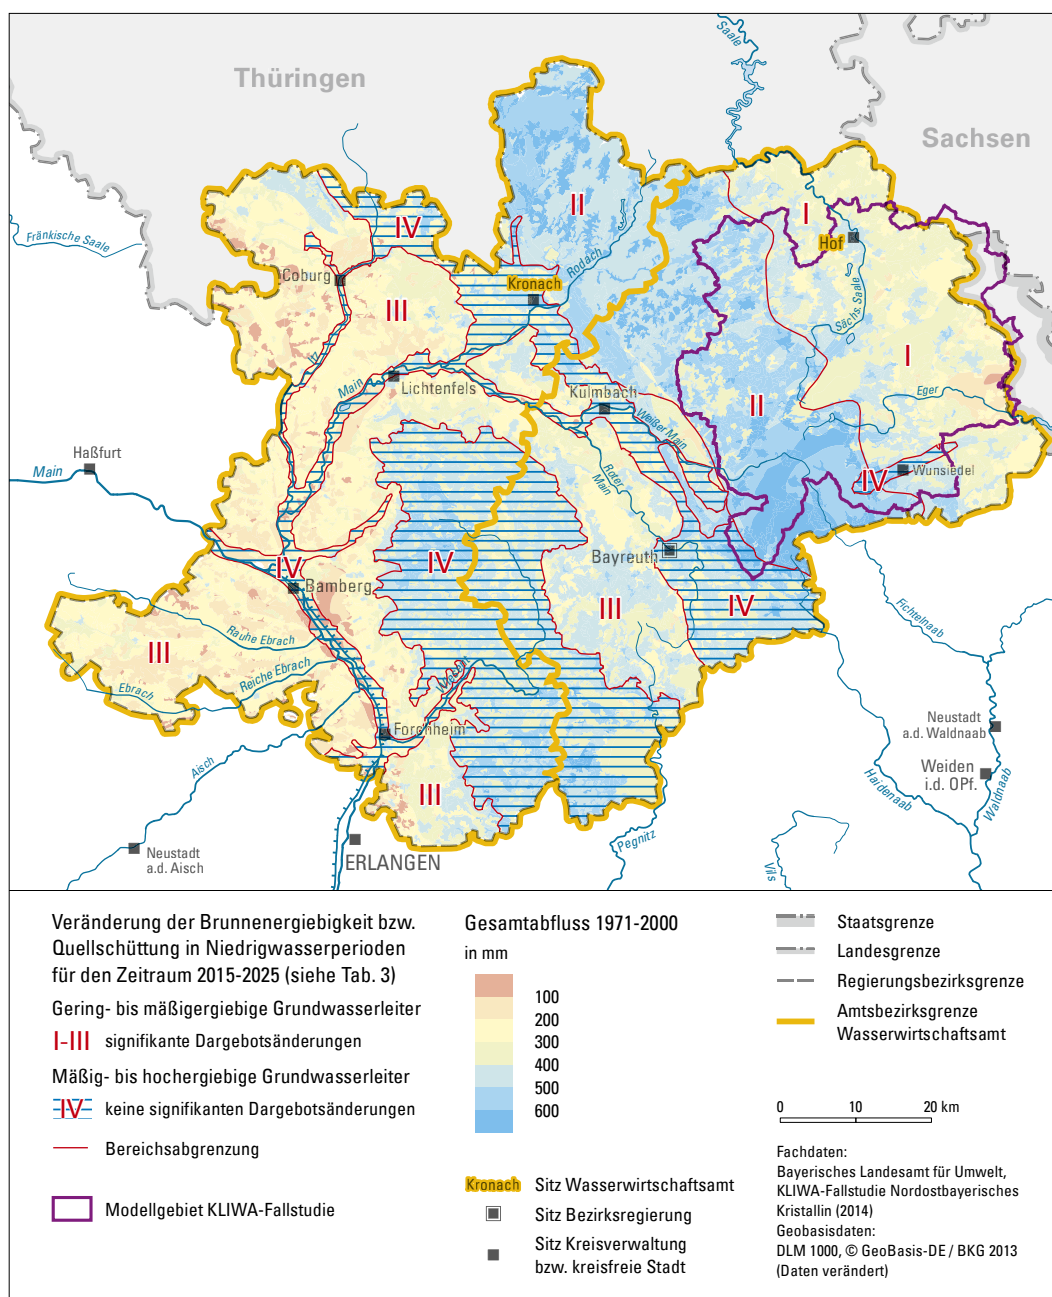 Thüringen
Sachsen
Saale
Fränkische Saale
II
I
IV
Hof
Rodach
Coburg
Kronach
Sächs. Saale
III
Itz
I
Main
Lichtenfels
Eger
Kulmbach
II
Weißer Main
Haßfurt
Main
Roter
Main
IV
Wunsiedel
IV
IV
Bayreuth
Bamberg
III
IV
Fichtelnaab
Rauhe Ebrach
III
Reiche Ebrach
Ebrach
Wiesent
Forchheim
Neustadt
a.d. Waldnaab
Aisch
Weiden
i.d. OPf.
Haidenaab
Waldnaab
III
Pegnitz
Neustadt
a.d. Aisch
ERLANGEN
Vils
Veränderung der Brunnenergiebigkeit bzw.
Quellschüttung in Niedrigwasserperioden
für den Zeitraum 2015-2025 (siehe Tab. 3)
Gering- bis mäßigergiebige Grundwasserleiter
I-III signifikante Dargebotsänderungen
Mäßig- bis hochergiebige Grundwasserleiter
IV keine signifikanten Dargebotsänderungen
Bereichsabgrenzung
Modellgebiet KLIWA-Fallstudie
Gesamtabfluss 1971-2000
in mm
100
200
300
400
500
600
Kronach Sitz Wasserwirtschaftsamt
Sitz Bezirksregierung
Sitz Kreisverwaltung
bzw. kreisfreie Stadt
Staatsgrenze
Landesgrenze
Regierungsbezirksgrenze
Amtsbezirksgrenze
Wasserwirtschaftsamt
0 10 20 km
Fachdaten:
Bayerisches Landesamt für Umwelt,
KLIWA-Fallstudie Nordostbayerisches
Kristallin (2014)
Geobasisdaten:
DLM 1000, © GeoBasis-DE / BKG 2013
(Daten verändert)